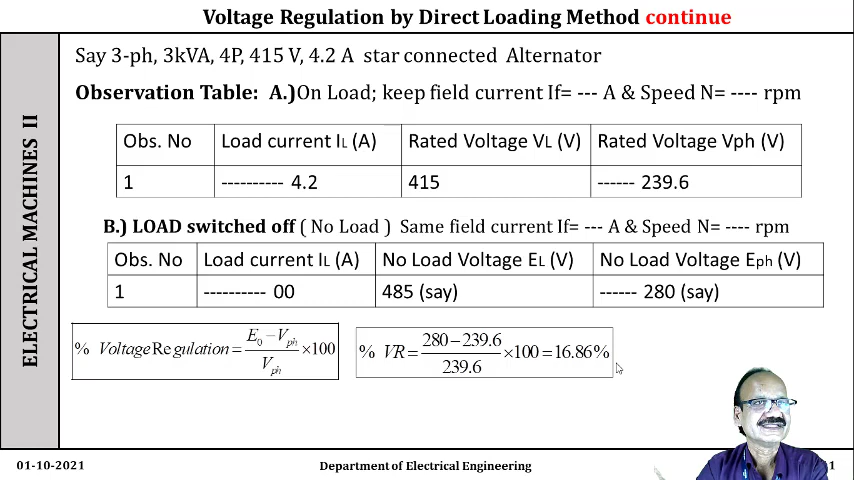 Voltage Regulation by Direct Loading Method continue
Say 3-ph, 3kVA, 4P, 415 V, 4.2 A star connected Alternator
Observation Table: A.)On Load; keep field current If= --- A & Speed N= ---- rpm
Obs. No Load current IL (A) Rated Voltage VL (V) Rated Voltage Vph (V)
1 ---------- 4.2 415 ------ 239.6
B.) LOAD switched off ( No Load ) Same field current If= --- A & Speed N= ---- rpm
Obs. No Load current IL (A) No Load Voltage EL (V) No Load Voltage Eph (V)
1 ---------- 00 485 (say) ------ 280 (say)
% Voltage Regulation = (E0 − Vph) / Vph ×100
% VR = (280−239.6) / 239.6 ×100 = 16.86%
ELECTRICAL MACHINES II
01-10-2021 Department of Electrical Engineering 1